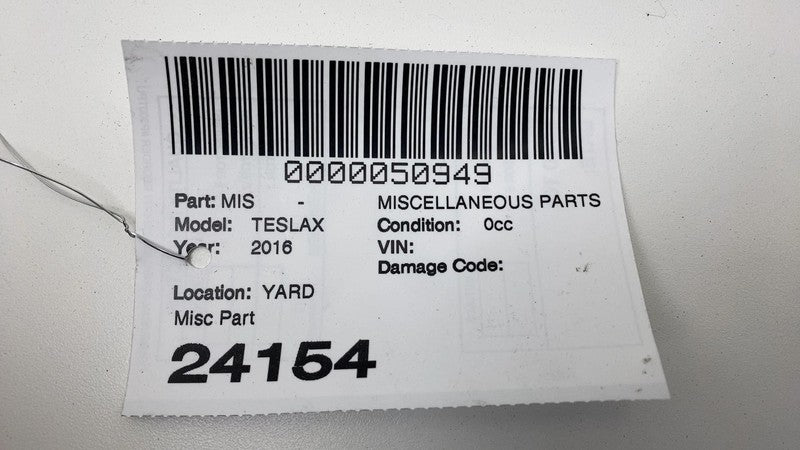 0000050949
Part: MIS - MISCELLANEOUS PARTS
Model: TESLAX Condition: 0cc
Year: 2016 VIN:
Damage Code:
Location: YARD
Misc Part
24154